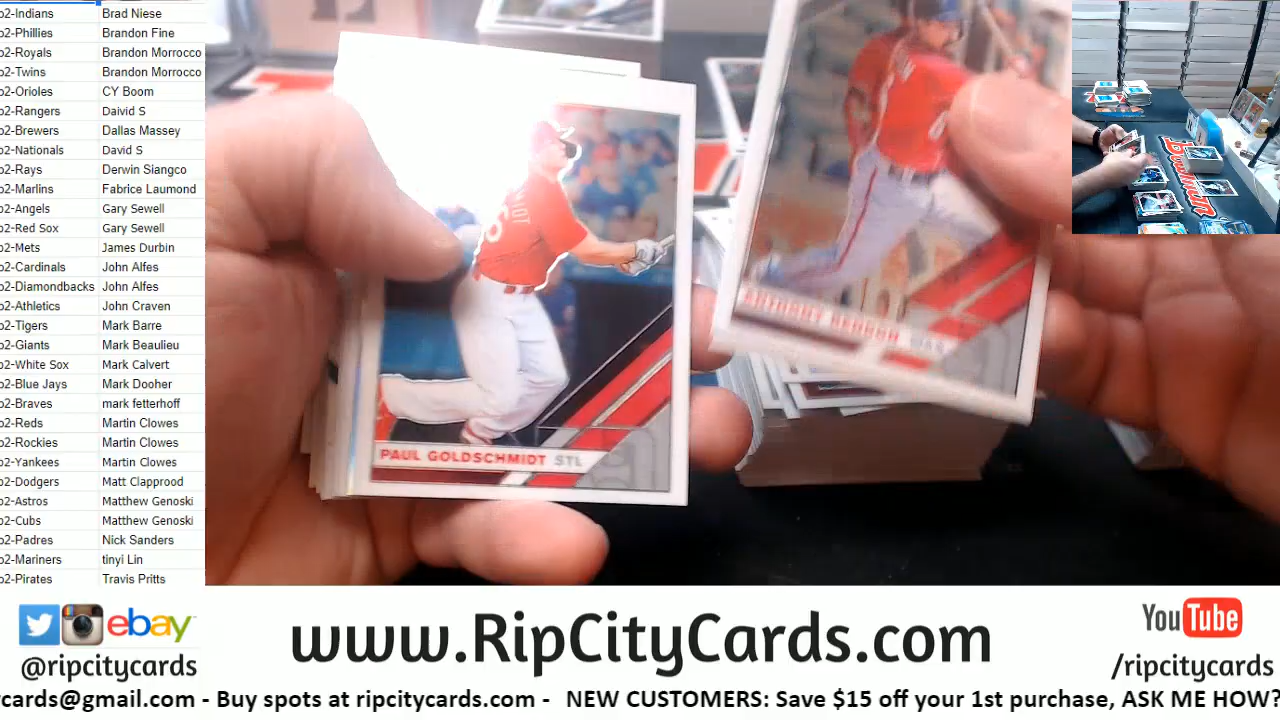 o2-Indians Brad Niese
o2-Phillies Brandon Fine
o2-Royals Brandon Morrocco
o2-Twins Brandon Morrocco
o2-Orioles CY Boom
o2-Rangers Daivid S
o2-Brewers Dallas Massey
o2-Nationals David S
o2-Rays Derwin Siangco
o2-Marlins Fabrice Laumond
o2-Angels Gary Sewell
o2-Red Sox Gary Sewell
o2-Mets James Durbin
o2-Cardinals John Alfes
o2-Diamondbacks John Alfes
o2-Athletics John Craven
o2-Tigers Mark Barre
o2-Giants Mark Beaulieu
o2-White Sox Mark Calvert
o2-Blue Jays Mark Dooher
o2-Braves mark fetterhoff
o2-Reds Martin Clowes
o2-Rockies Martin Clowes
o2-Yankees Martin Clowes
o2-Dodgers Matt Clapprood
o2-Astros Matthew Genoski
o2-Cubs Matthew Genoski
o2-Padres Nick Sanders
o2-Mariners tinyi Lin
o2-Pirates Travis Pritts
ANTHONY RENDON WAS
PAUL GOLDSCHMIDT STL
Bowman
ebay
@ripcitycards
www.RipCityCards.com
YouTube
/ripcitycards
cards@gmail.com - Buy spots at ripcitycards.com - NEW CUSTOMERS: Save $15 off your 1st purchase, ASK ME HOW?